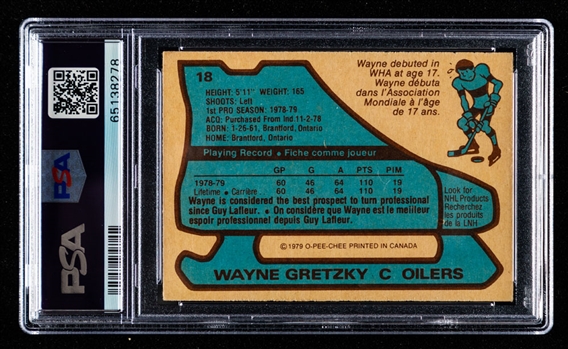 65138278
PSA
PSA
18
HEIGHT: 5'11" WEIGHT: 165
SHOOTS: Left
1st PRO SEASON: 1978-79
ACQ: Purchased From Ind 11-2-78
BORN: 1-26-61, Brantford, Ontario
HOME: Brantford, Ontario
Wayne debuted in
WHA at age 17.
Wayne débuta
dans l'Association
Mondiale à l'âge
de 17 ans.
Playing Record • Fiche comme joueur
GP G A PTS PIM
1978-79 60 46 64 110 19
Lifetime • Carrière 60 46 64 110 19
Wayne is considered the best prospect to turn professional
since Guy Lafleur. • On considère que Wayne est le meilleur
espoir professionnel depuis Guy Lafleur.
Look for
NHL Products
Recherchez
les produits
de la LNH
©1979 O-PEE-CHEE PRINTED IN CANADA
WAYNE GRETZKY C OILERS